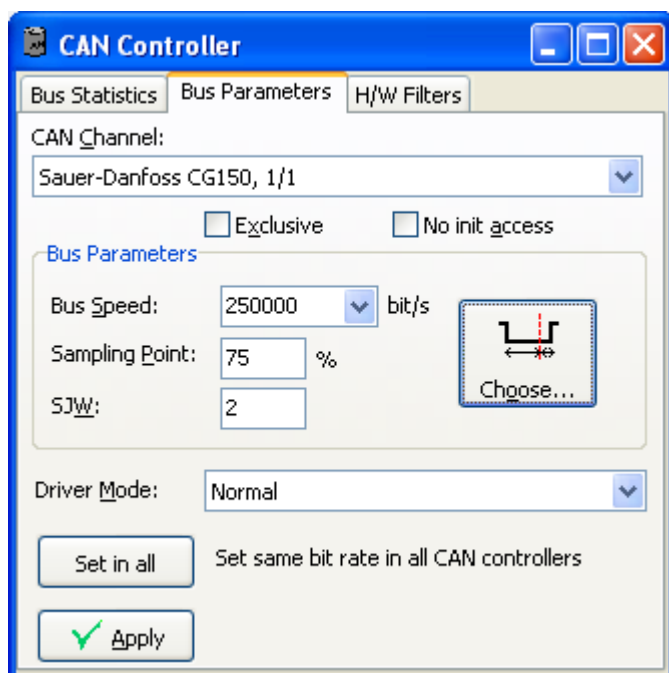 CAN Controller
Bus Statistics Bus Parameters H/W Filters
CAN Channel:
Sauer-Danfoss CG150, 1/1
Exclusive No init access
Bus Parameters
Bus Speed: 250000 bit/s
Sampling Point: 75 %
SJW: 2
Choose...
Driver Mode: Normal
Set in all Set same bit rate in all CAN controllers
Apply